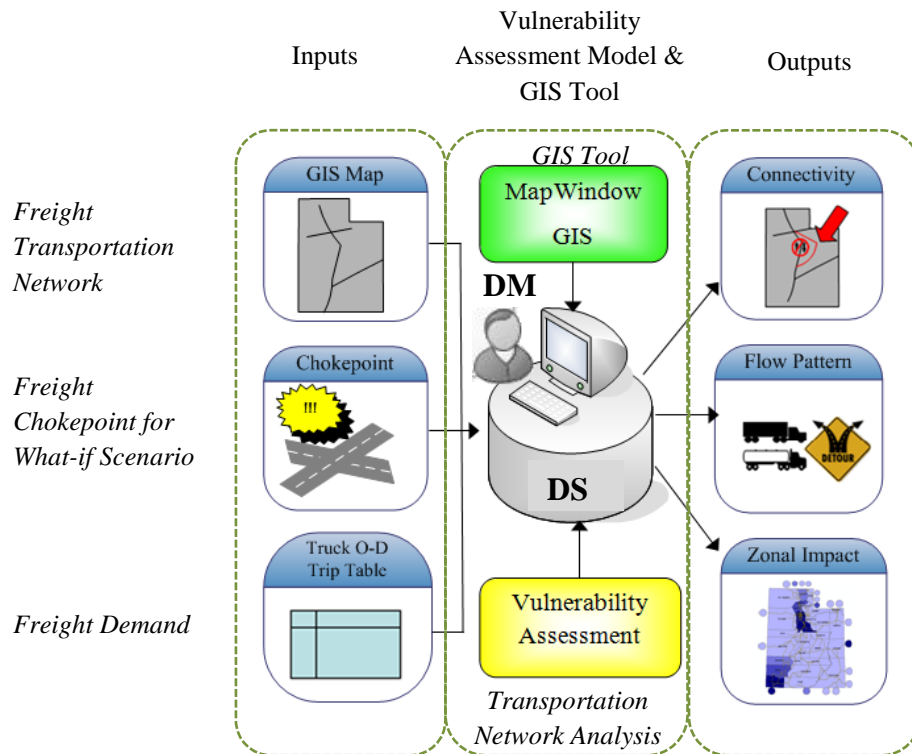 Inputs
Vulnerability
Assessment Model &
GIS Tool
Outputs
Freight
Transportation
Network
GIS Map
GIS Tool
MapWindow
GIS
Connectivity
DM
Freight
Chokepoint for
What-if Scenario
Chokepoint
!!!
DS
Flow Pattern
DETOUR
Freight Demand
Truck O-D
Trip Table
Vulnerability
Assessment
Transportation
Network Analysis
Zonal Impact